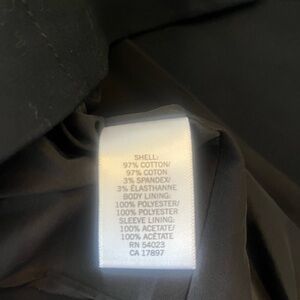 SHELL:
97% COTTON/
97% COTON
3% SPANDEX/
3% ÉLASTHANNE
BODY LINING:
100% POLYESTER/
100% POLYESTER
SLEEVE LINING:
100% ACETATE/
100% ACÉTATE
RN 54023
CA 17897